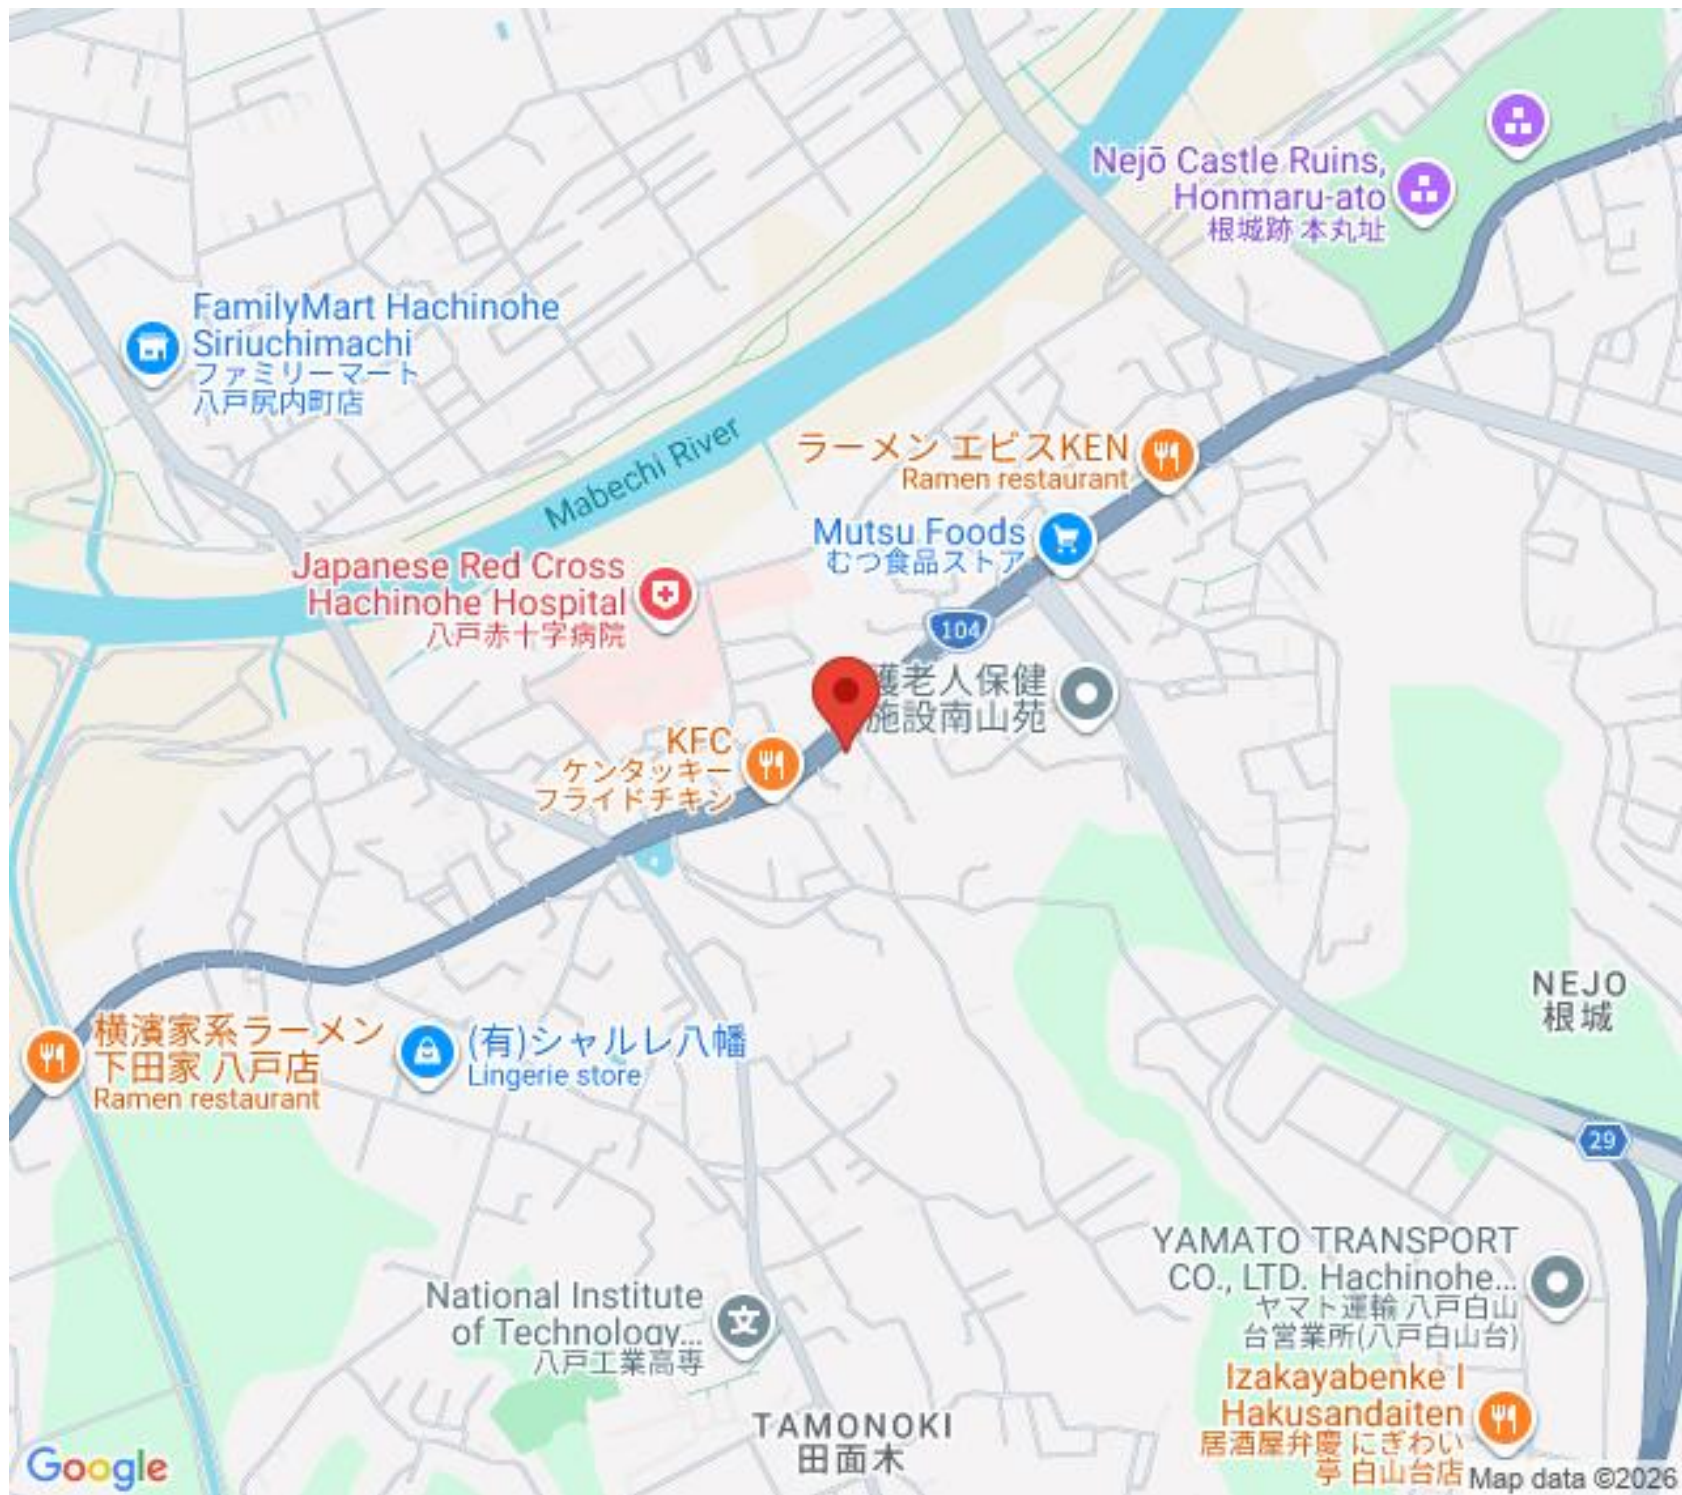 Nejō Castle Ruins,
Honmaru-ato
根城跡 本丸址
FamilyMart Hachinohe
Siriuchimachi
ファミリーマート
八戸尻内町店
Mabechi River
ラーメン エビスKEN
Ramen restaurant
Mutsu Foods
むつ食品ストア
Japanese Red Cross
Hachinohe Hospital
八戸赤十字病院
104
護老人保健
施設南山苑
KFC
ケンタッキー
フライドチキン
NEJO
根城
横濱家系ラーメン
下田家 八戸店
Ramen restaurant
(有)シャルレ八幡
Lingerie store
29
YAMATO TRANSPORT
CO., LTD. Hachinohe...
ヤマト運輸 八戸白山
台営業所(八戸白山台)
National Institute
of Technology...
八戸工業高専
Izakayabenke I
Hakusandaiten
居酒屋弁慶 にぎわい
亭 白山台店
TAMONOKI
田面木
Google
Map data ©2026